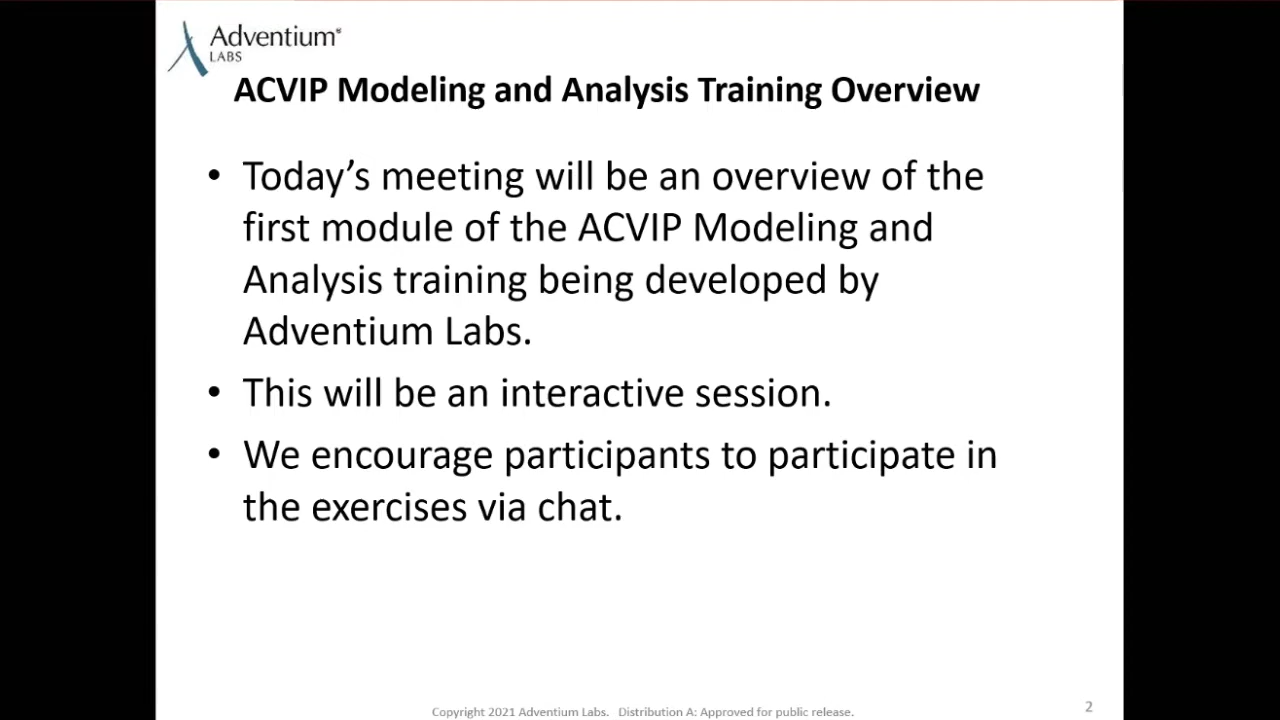 Adventium®
LABS
ACVIP Modeling and Analysis Training Overview
• Today’s meeting will be an overview of the
first module of the ACVIP Modeling and
Analysis training being developed by
Adventium Labs.
• This will be an interactive session.
• We encourage participants to participate in
the exercises via chat.
Copyright 2021 Adventium Labs. Distribution A: Approved for public release.
2